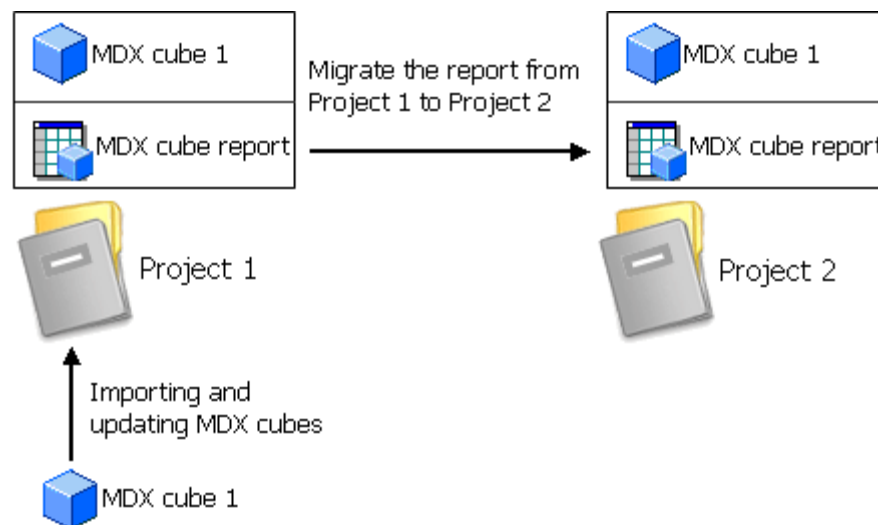 MDX cube 1
MDX cube report
Migrate the report from
Project 1 to Project 2
MDX cube 1
MDX cube report
Project 1
Project 2
Importing and
updating MDX cubes
MDX cube 1